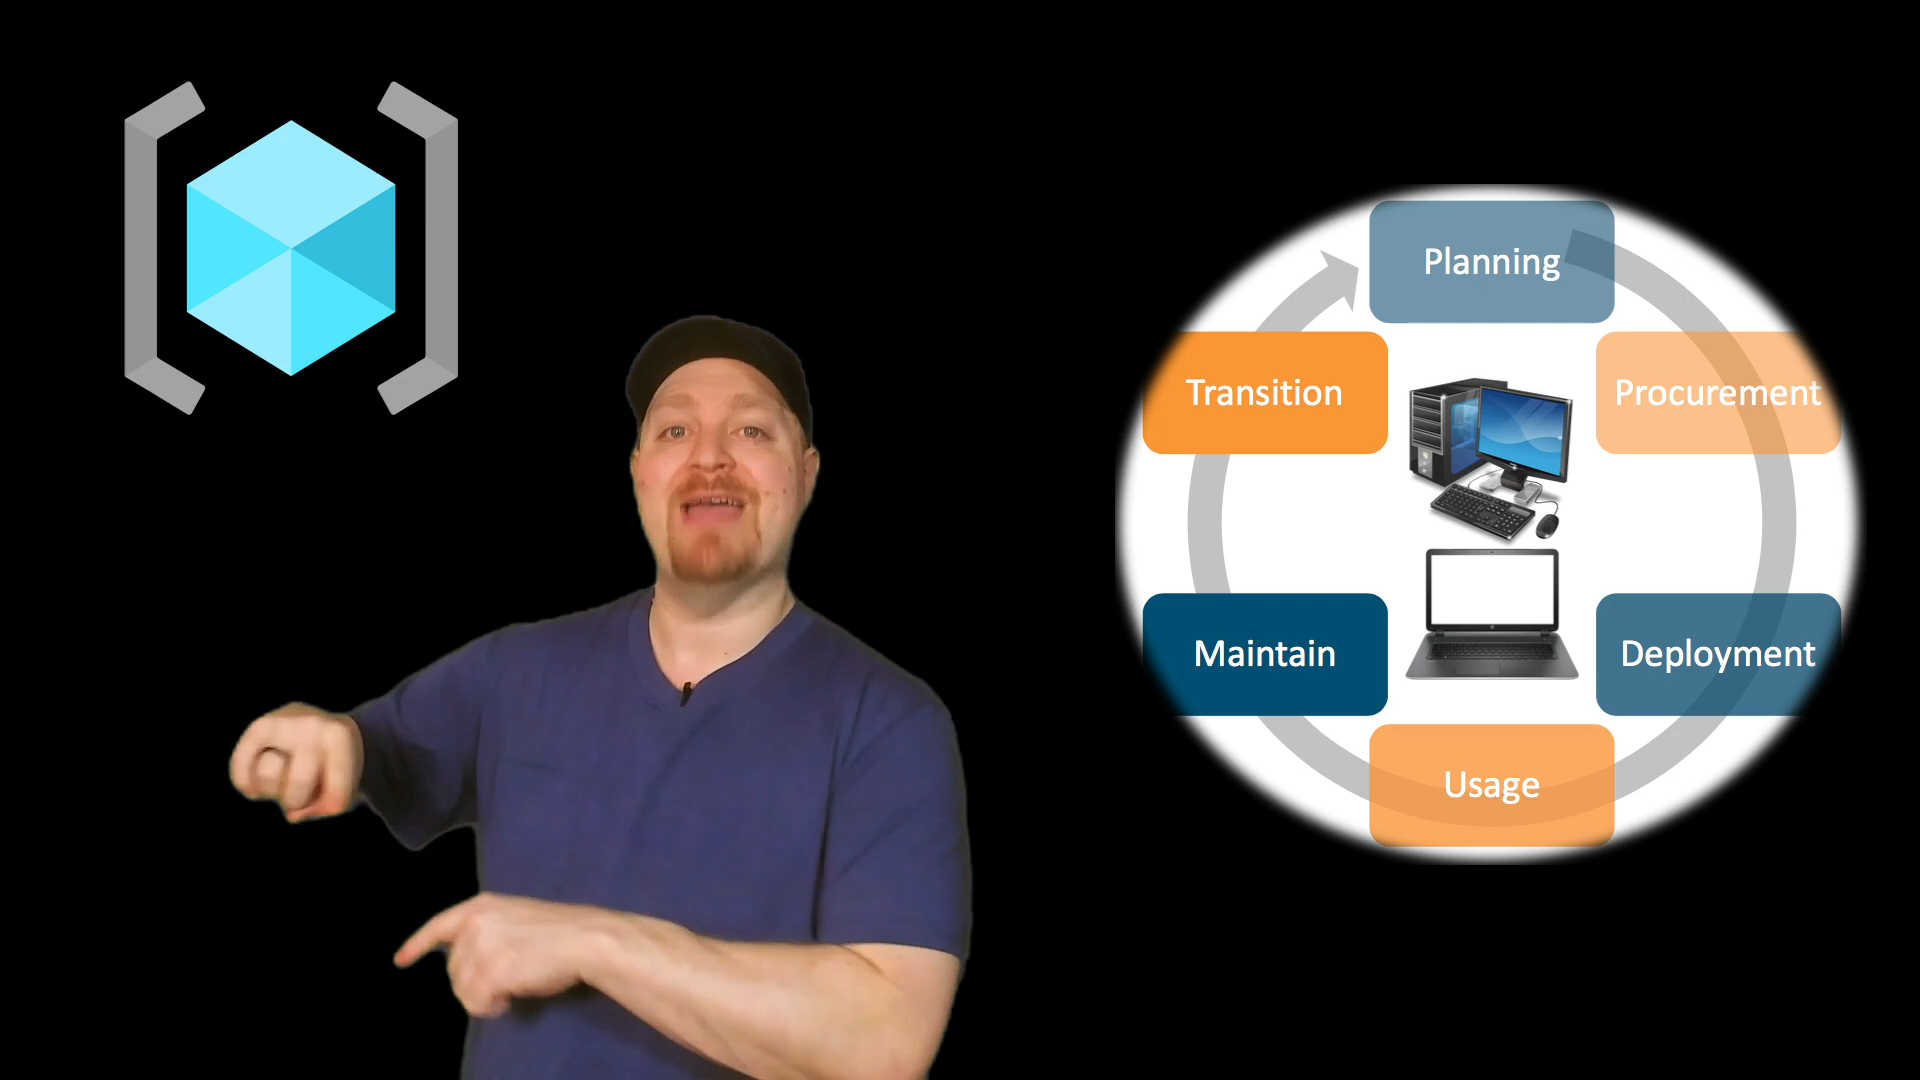 Planning
Transition
Procurement
Maintain
Deployment
Usage